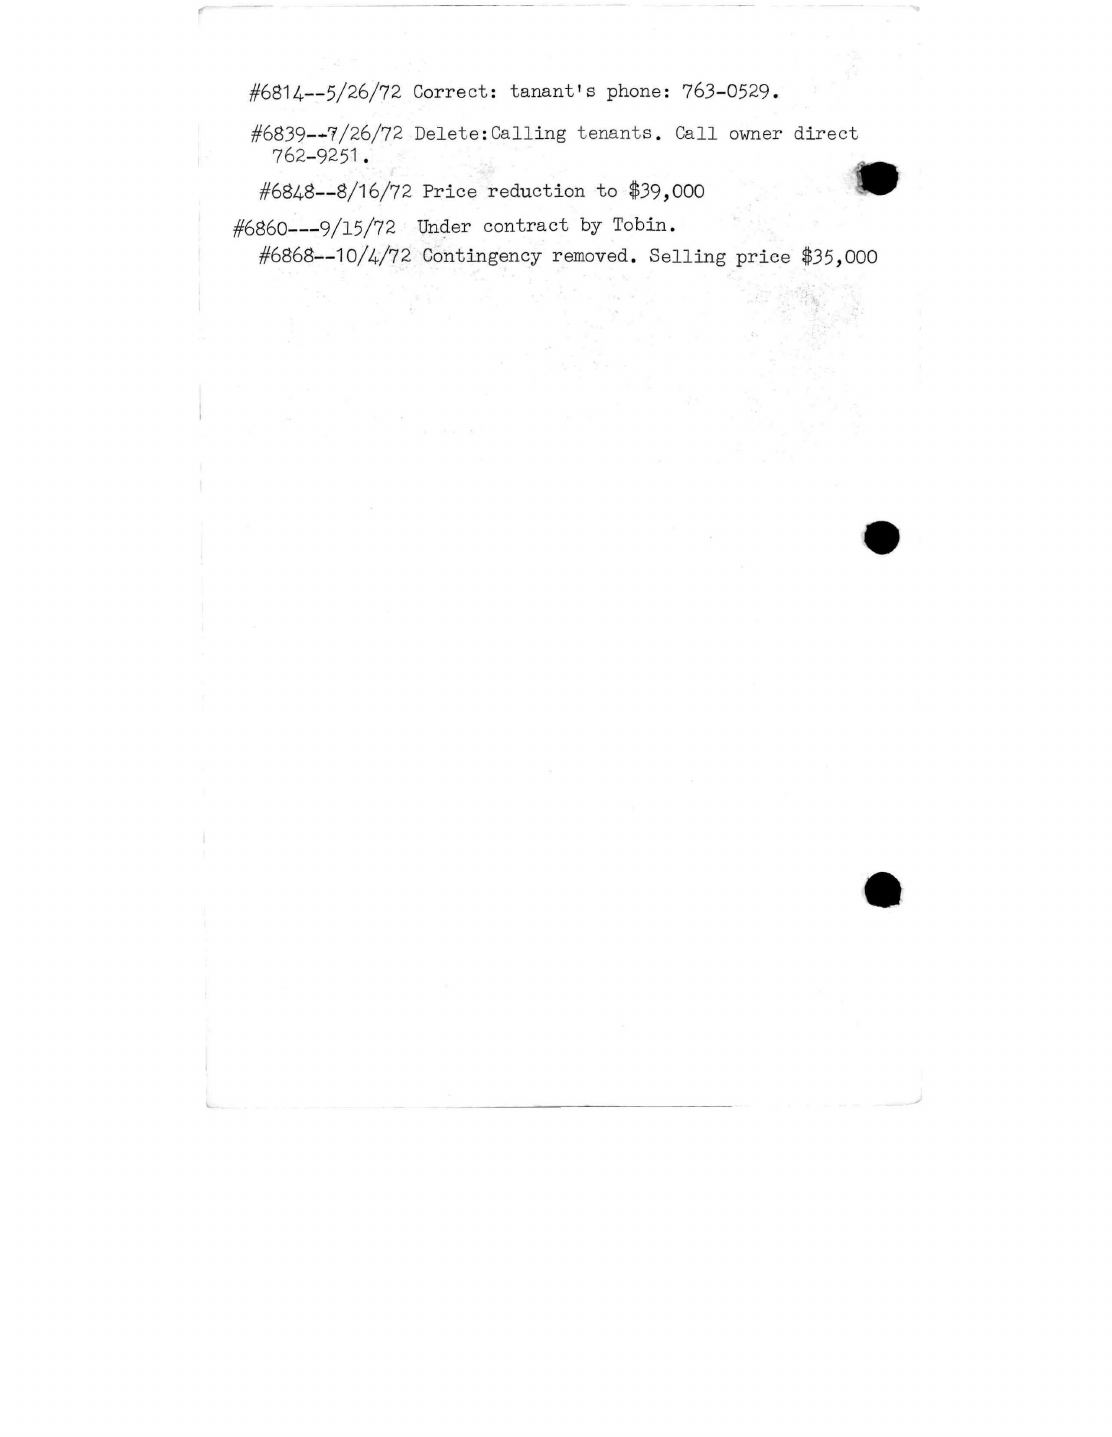 #6814--5/26/72 Correct: tanant's phone: 763-0529.
#6839--7/26/72 Delete:Calling tenants. Call owner direct
762-9251.
#6848--8/16/72 Price reduction to $39,000
#6860---9/15/72 Under contract by Tobin.
#6868--10/4/72 Contingency removed. Selling price $35,000